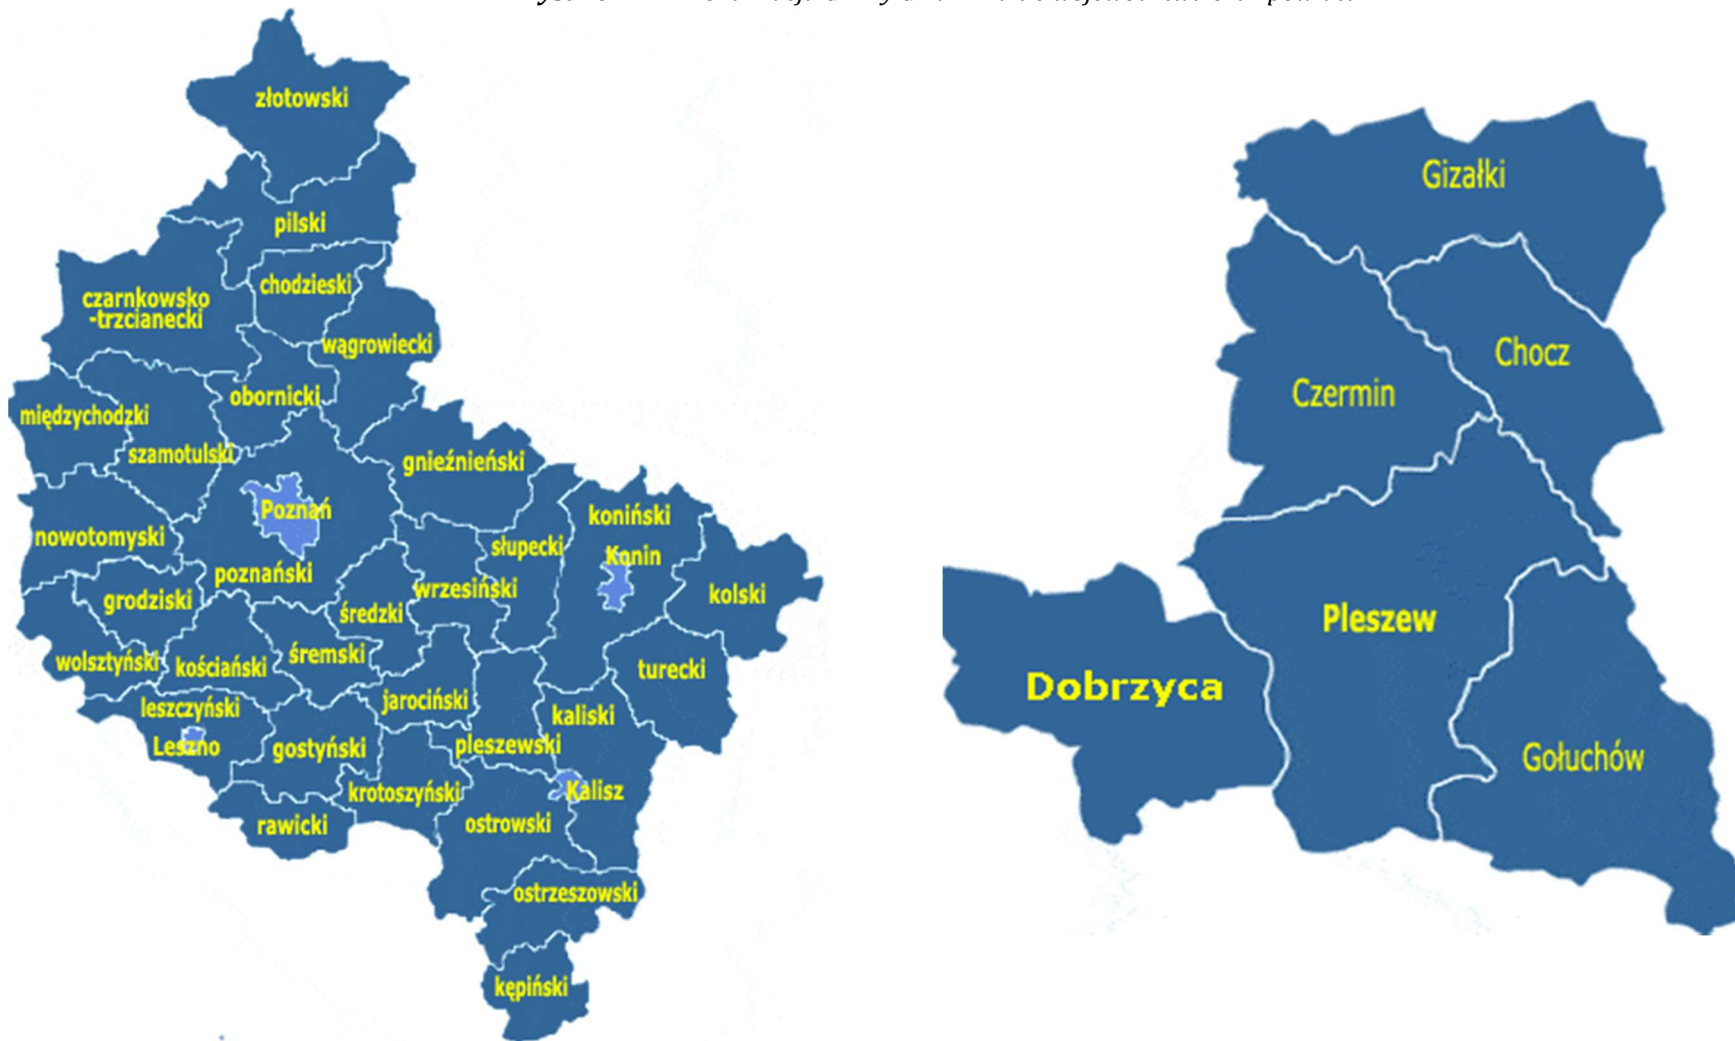 złotowski
pilski
chodzieski
czarnkowsko
-trzcianecki
wągrowiecki
obornicki
międzychodzki
szamotulski
gnieźnieński
Poznań
koniński
nowotomyski
słupecki
Konin
poznański
wrzesiński
kolski
grodziski
średzki
śremski
wolsztyński
kościański
turecki
jarociński
leszczyński
kaliski
Leszno
gostyński
pleszewski
krotoszyński
Kalisz
rawicki
ostrowski
ostrzeszowski
kępiński
Gizałki
Chocz
Czermin
Pleszew
Dobrzyca
Gołuchów